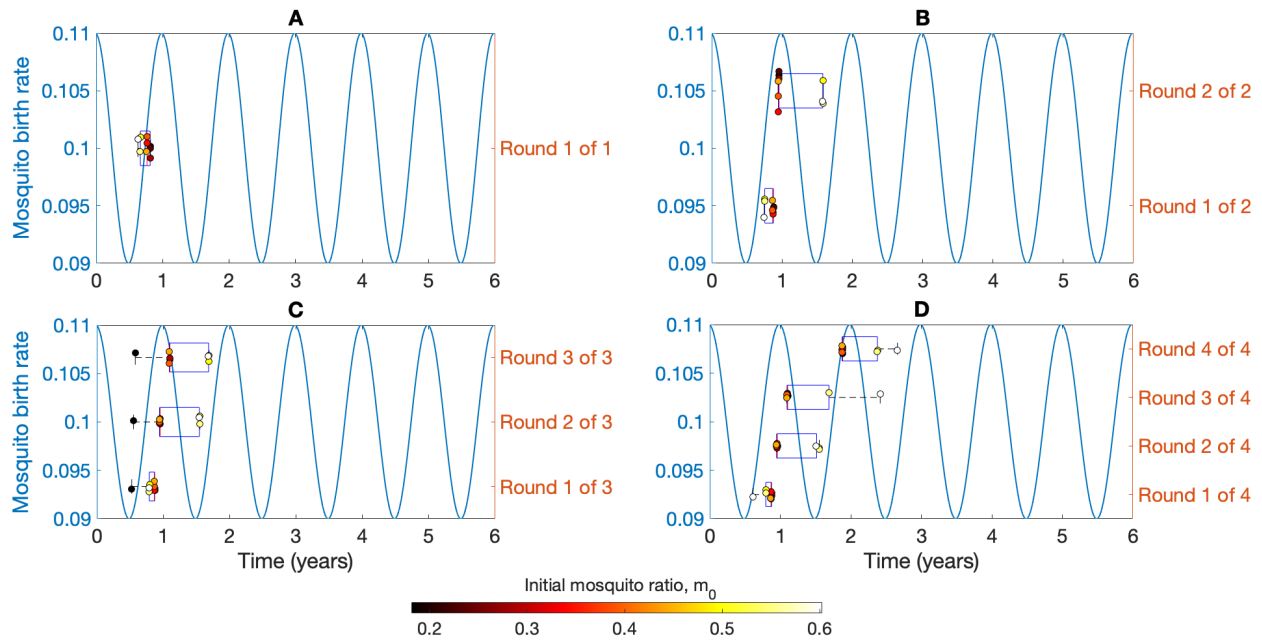 A
Mosquito birth rate
0.11
0.105
0.1
0.095
0.09
0 1 2 3 4 5 6
Round 1 of 1
B
0.11
0.105
0.1
0.095
0.09
0 1 2 3 4 5 6
Round 2 of 2
Round 1 of 2
C
Mosquito birth rate
0.11
0.105
0.1
0.095
0.09
0 1 2 3 4 5 6
Time (years)
Round 3 of 3
Round 2 of 3
Round 1 of 3
D
0.11
0.105
0.1
0.095
0.09
0 1 2 3 4 5 6
Time (years)
Round 4 of 4
Round 3 of 4
Round 2 of 4
Round 1 of 4
Initial mosquito ratio, m0
0.2 0.3 0.4 0.5 0.6